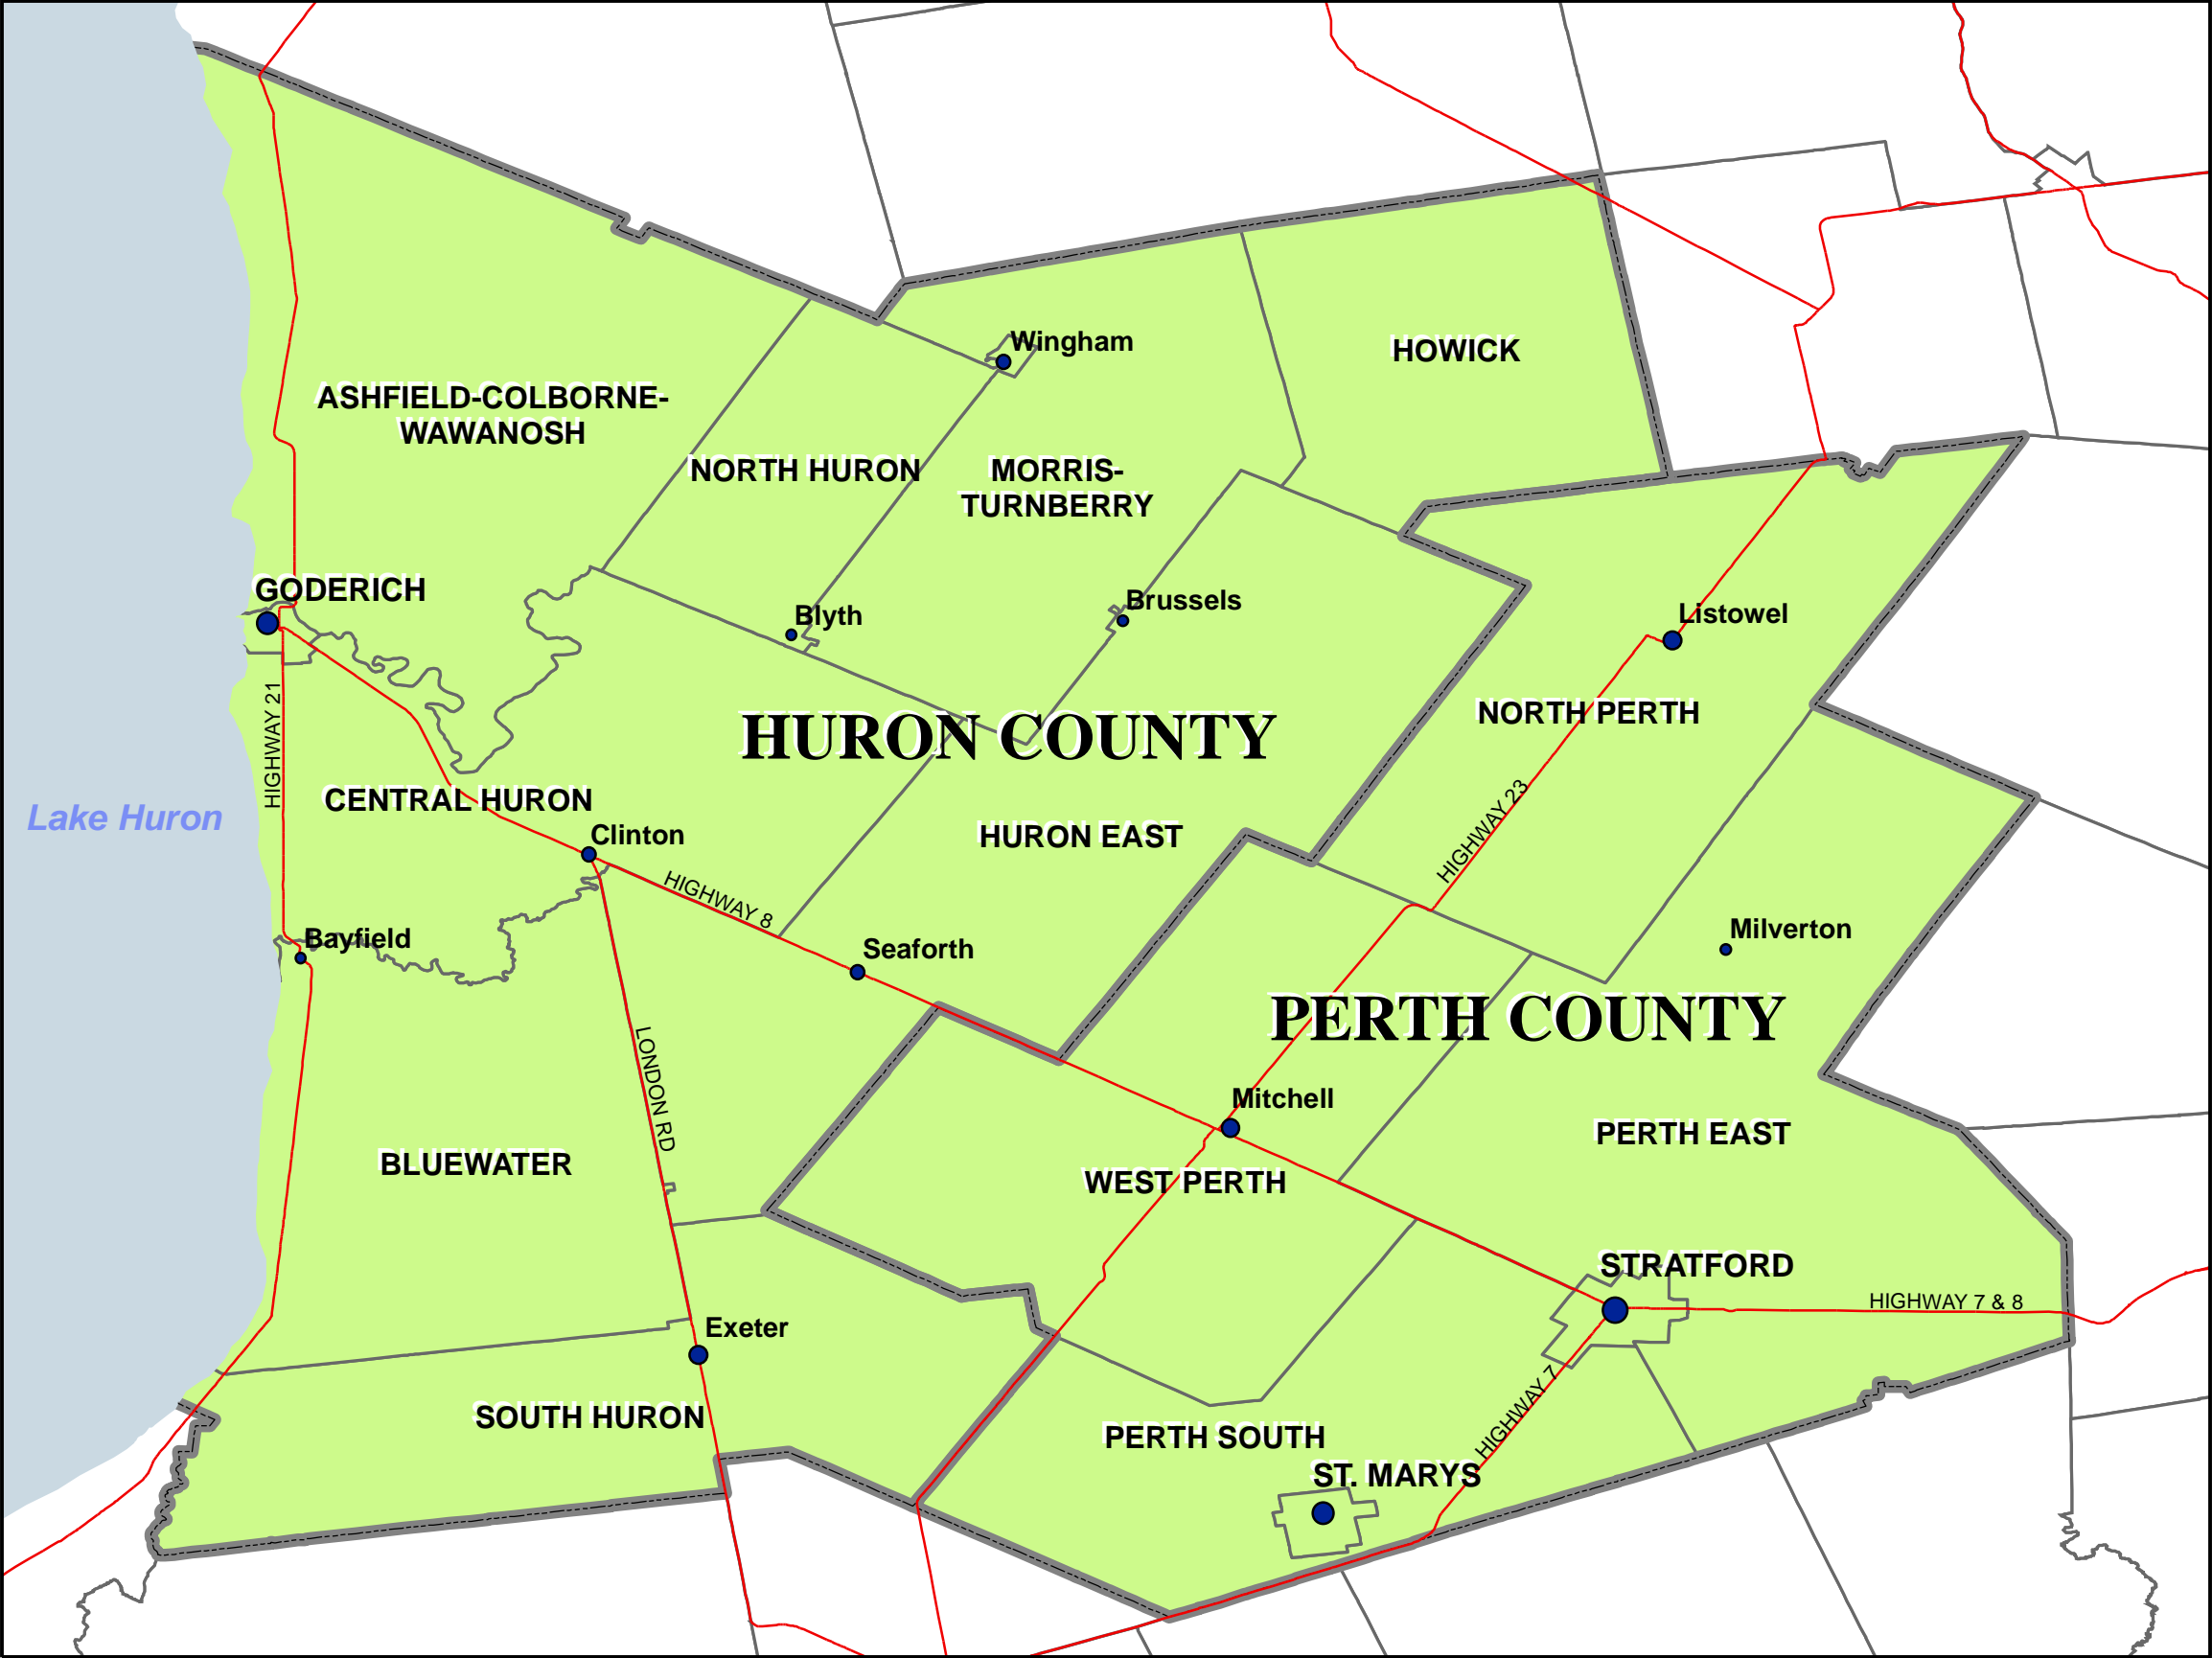 Wingham
HOWICK
ASHFIELD-COLBORNE-
WAWANOSH
NORTH HURON
MORRIS-
TURNBERRY
GODERICH
Blyth
Brussels
Listowel
HIGHWAY 21
HURON COUNTY
NORTH PERTH
Lake Huron
CENTRAL HURON
Clinton
HURON EAST
HIGHWAY 23
HIGHWAY 8
Bayfield
Seaforth
Milverton
PERTH COUNTY
LONDON RD
Mitchell
BLUEWATER
WEST PERTH
PERTH EAST
STRATFORD
HIGHWAY 7 & 8
Exeter
SOUTH HURON
PERTH SOUTH
HIGHWAY 7
ST. MARYS